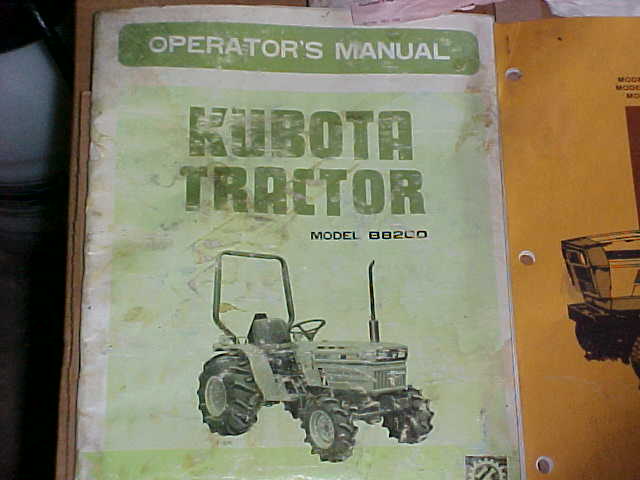 OPERATOR'S MANUAL
KUBOTA
TRACTOR
MODEL B8200